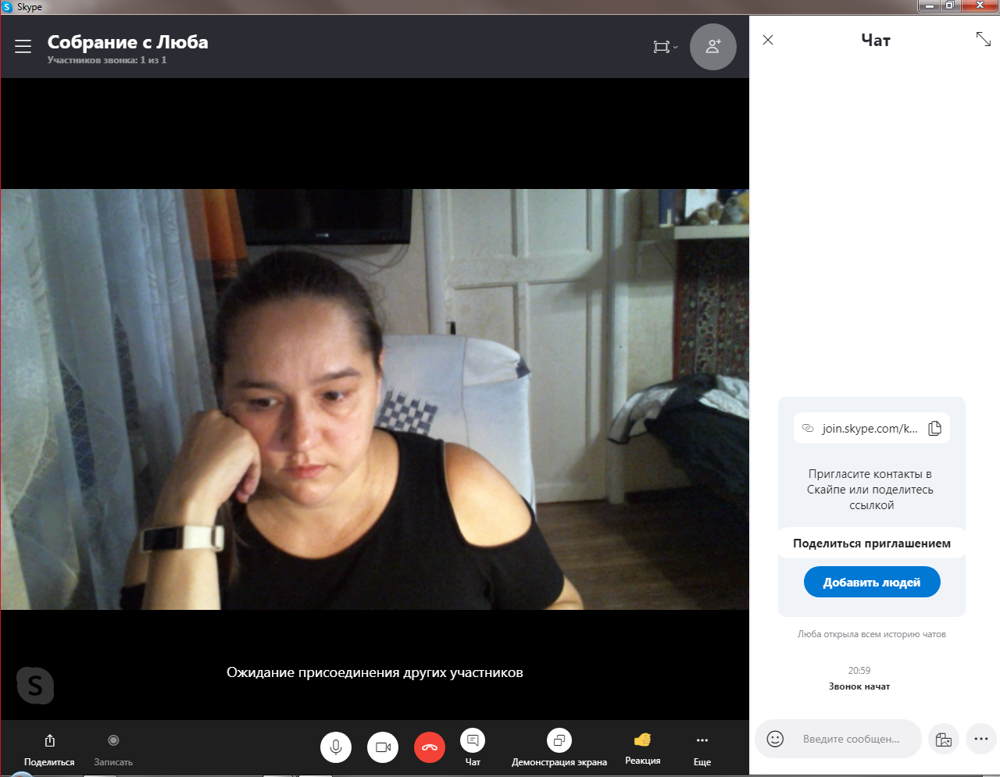 Skype
Собрание с Люба
Участников звонка: 1 из 1
Чат
join.skype.com/k...
Пригласите контакты в
Скайпе или поделитесь
ссылкой
Поделиться приглашением
Добавить людей
Люба открыла всем историю чатов
20:59
Звонок начат
Ожидание присоединения других участников
Поделиться
Записать
Чат
Демонстрация экрана
Реакция
Еще
Введите сообщен...